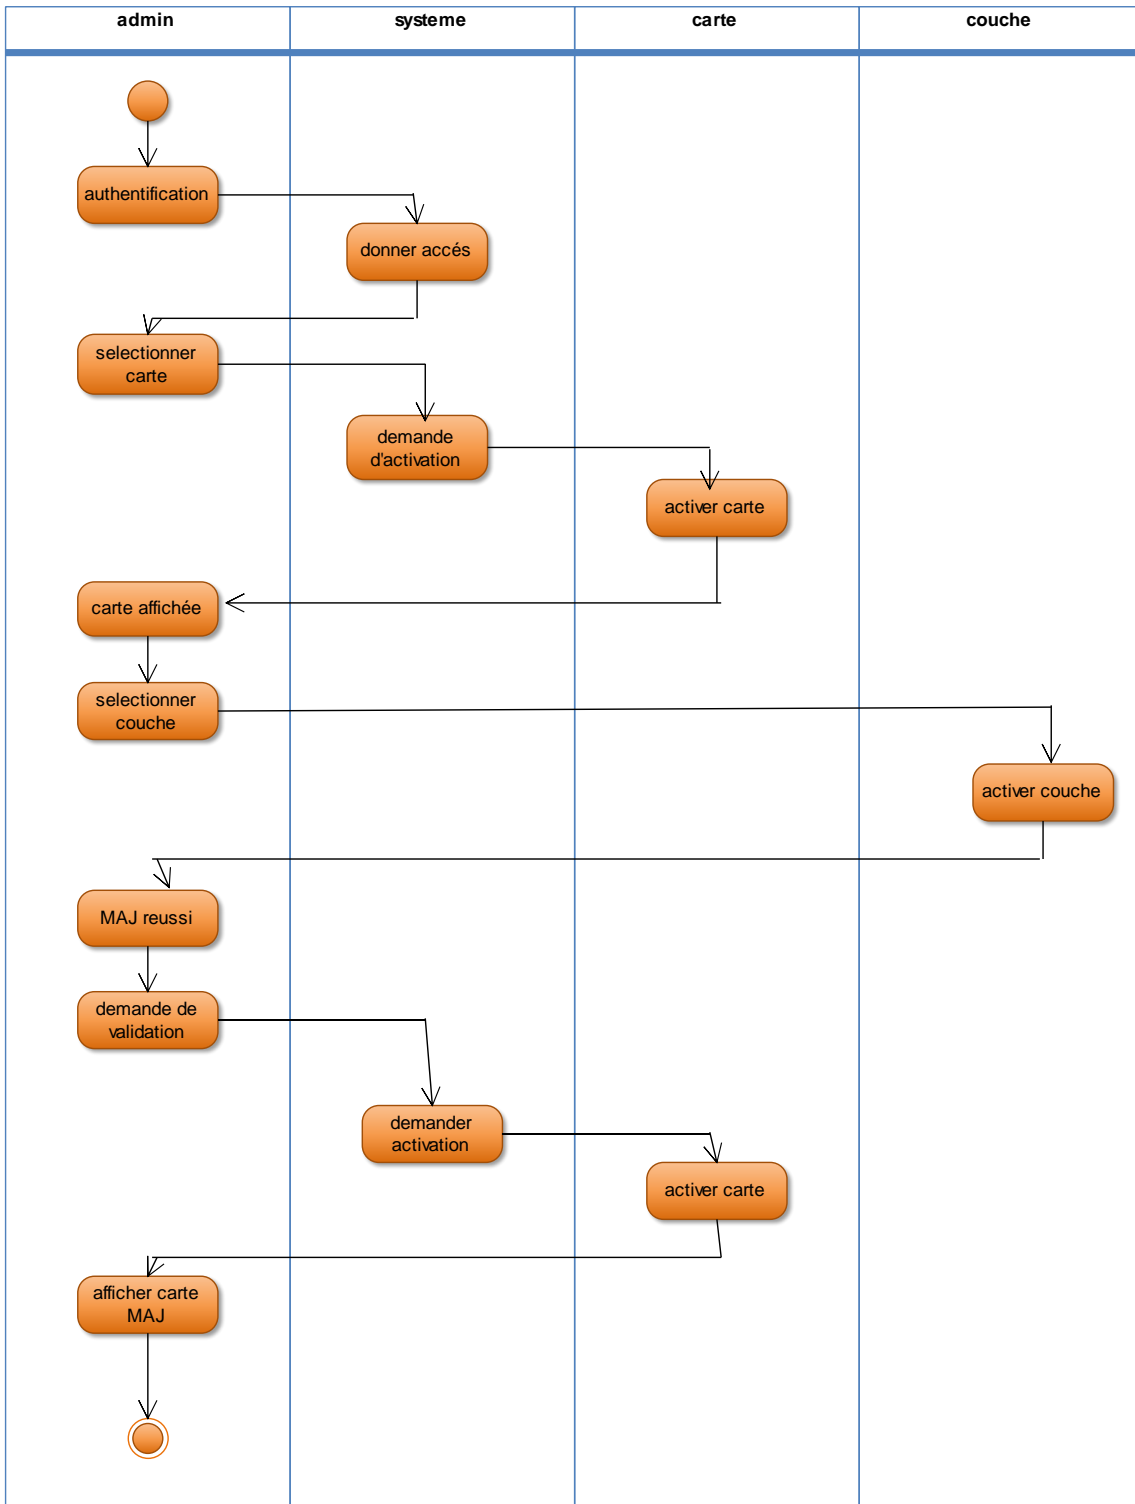 admin
systeme
carte
couche
authentification
donner accés
selectionner
carte
demande
d'activation
activer carte
carte affichée
selectionner
couche
activer couche
MAJ reussi
demande de
validation
demander
activation
activer carte
afficher carte
MAJ